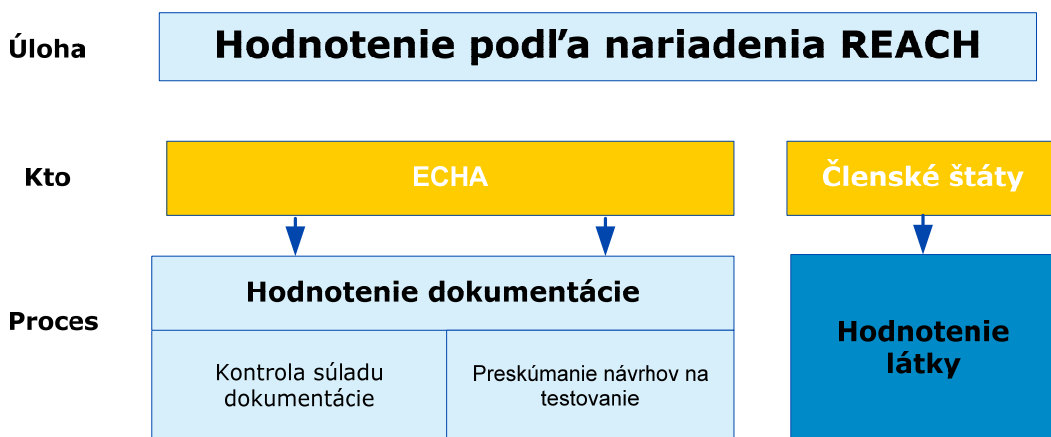 Úloha
Hodnotenie podľa nariadenia REACH
Kto
ECHA
Členské štáty
Proces
Hodnotenie dokumentácie
Kontrola súladu
dokumentácie
Preskúmanie návrhov na
testovanie
Hodnotenie
látky